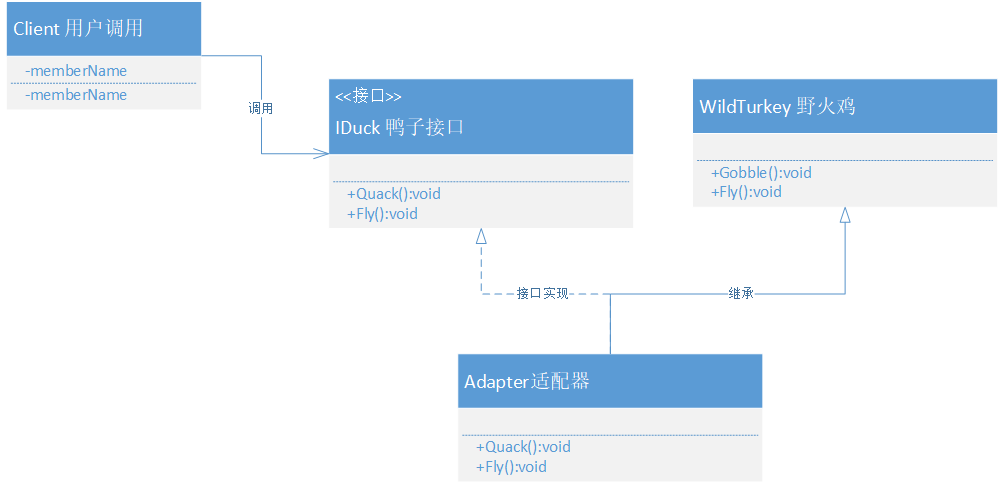 Client 用户调用
-memberName
-memberName
调用
<<接口>>
IDuck 鸭子接口
+Quack():void
+Fly():void
WildTurkey 野火鸡
+Gobble():void
+Fly():void
接口实现
继承
Adapter适配器
+Quack():void
+Fly():void